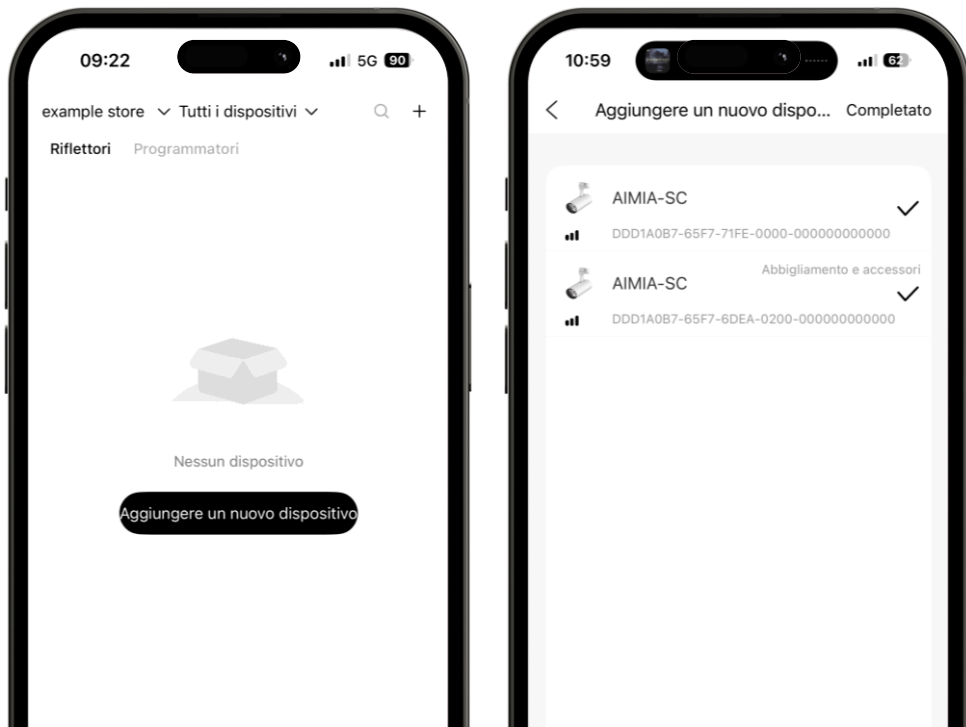 09:22
5G 90
example store Tutti i dispositivi
Riflettori Programmatori
Nessun dispositivo
Aggiungere un nuovo dispositivo
10:59
62
Aggiungere un nuovo dispo... Completato
AIMIA-SC
DDD1A0B7-65F7-71FE-0000-000000000000
Abbigliamento e accessori
AIMIA-SC
DDD1A0B7-65F7-6DEA-0200-000000000000